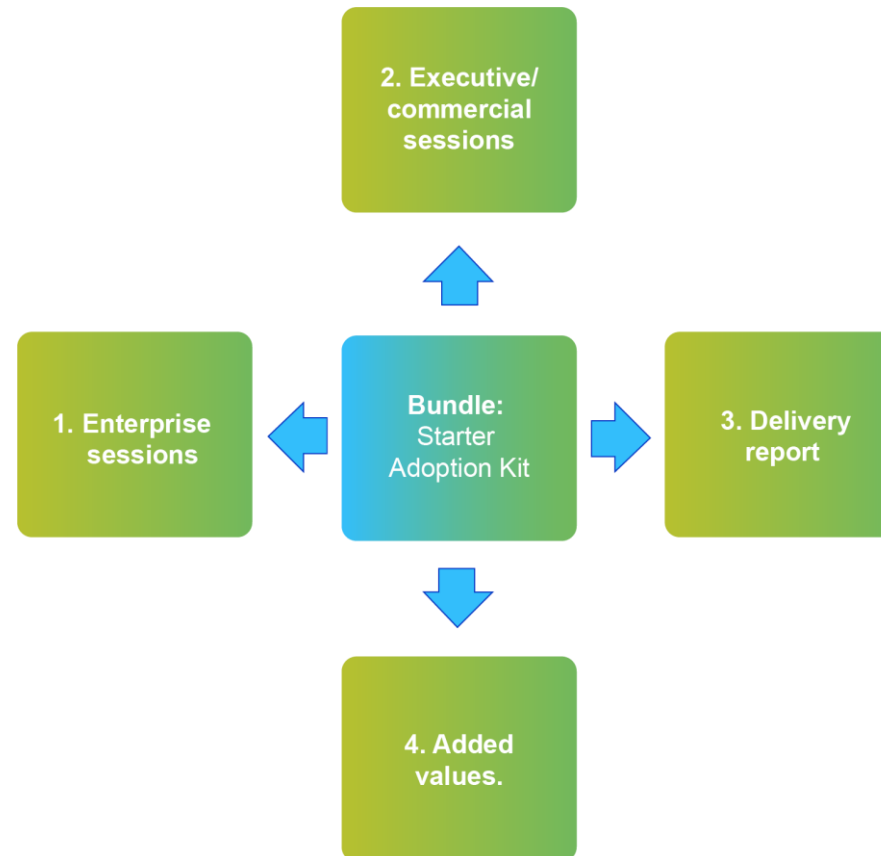 2. Executive/
commercial
sessions
1. Enterprise
sessions
Bundle:
Starter
Adoption Kit
3. Delivery
report
4. Added
values.